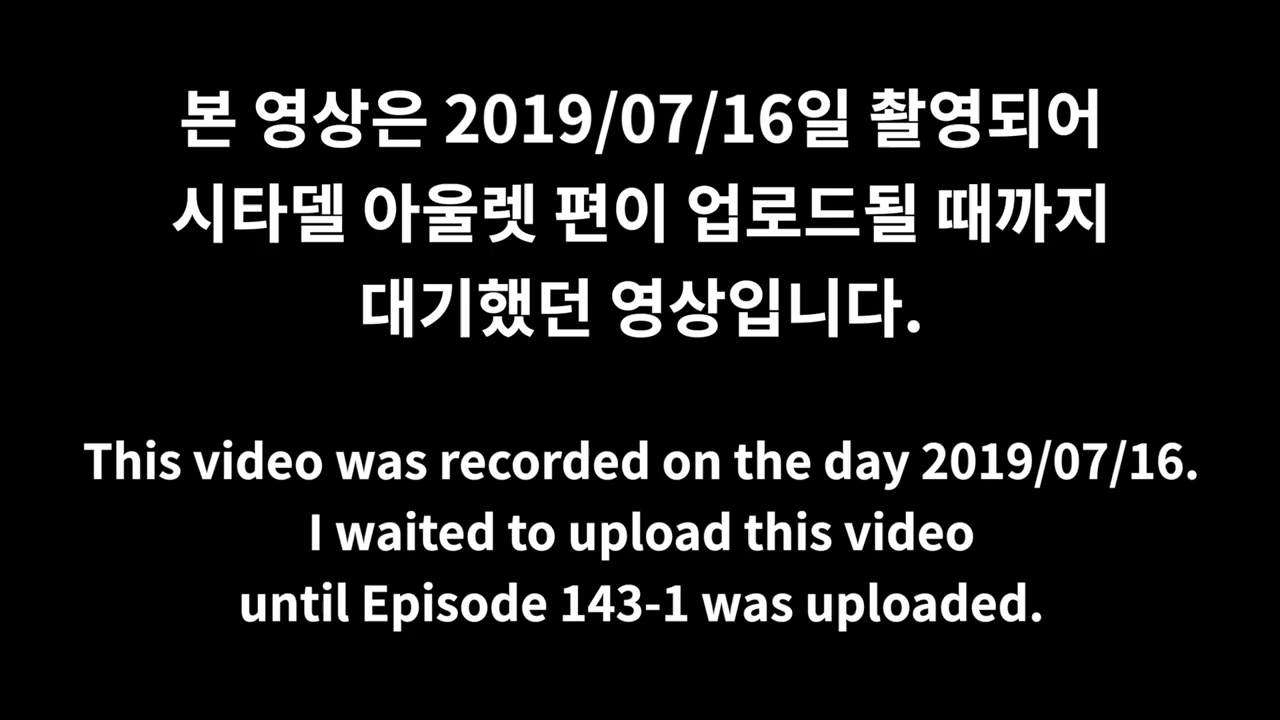 본 영상은 2019/07/16일 촬영되어
시타델 아울렛 편이 업로드될 때까지
대기했던 영상입니다.
This video was recorded on the day 2019/07/16.
I waited to upload this video
until Episode 143-1 was uploaded.